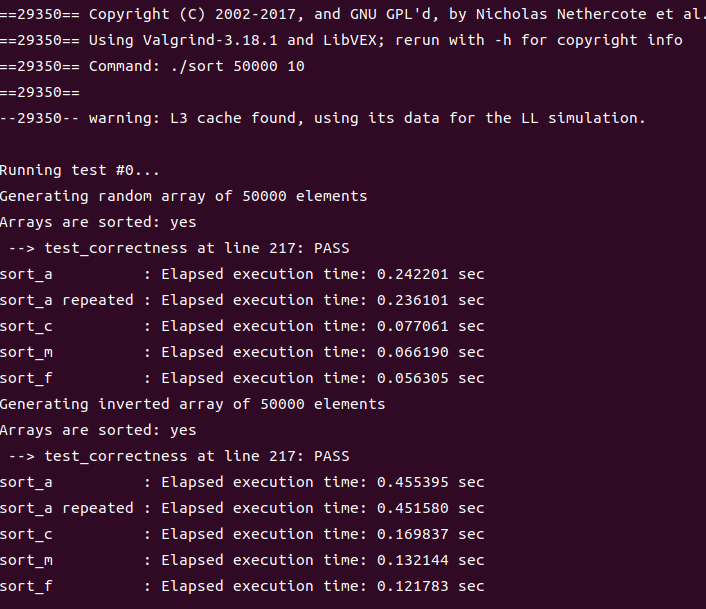 ==29350== Copyright (C) 2002-2017, and GNU GPL'd, by Nicholas Nethercote et al.
==29350== Using Valgrind-3.18.1 and LibVEX; rerun with -h for copyright info
==29350== Command: ./sort 50000 10
==29350==
--29350-- warning: L3 cache found, using its data for the LL simulation.

Running test #0...
Generating random array of 50000 elements
Arrays are sorted: yes
 --> test_correctness at line 217: PASS
sort_a          : Elapsed execution time: 0.242201 sec
sort_a repeated : Elapsed execution time: 0.236101 sec
sort_c          : Elapsed execution time: 0.077061 sec
sort_m          : Elapsed execution time: 0.066190 sec
sort_f          : Elapsed execution time: 0.056305 sec
Generating inverted array of 50000 elements
Arrays are sorted: yes
 --> test_correctness at line 217: PASS
sort_a          : Elapsed execution time: 0.455395 sec
sort_a repeated : Elapsed execution time: 0.451580 sec
sort_c          : Elapsed execution time: 0.169837 sec
sort_m          : Elapsed execution time: 0.132144 sec
sort_f          : Elapsed execution time: 0.121783 sec